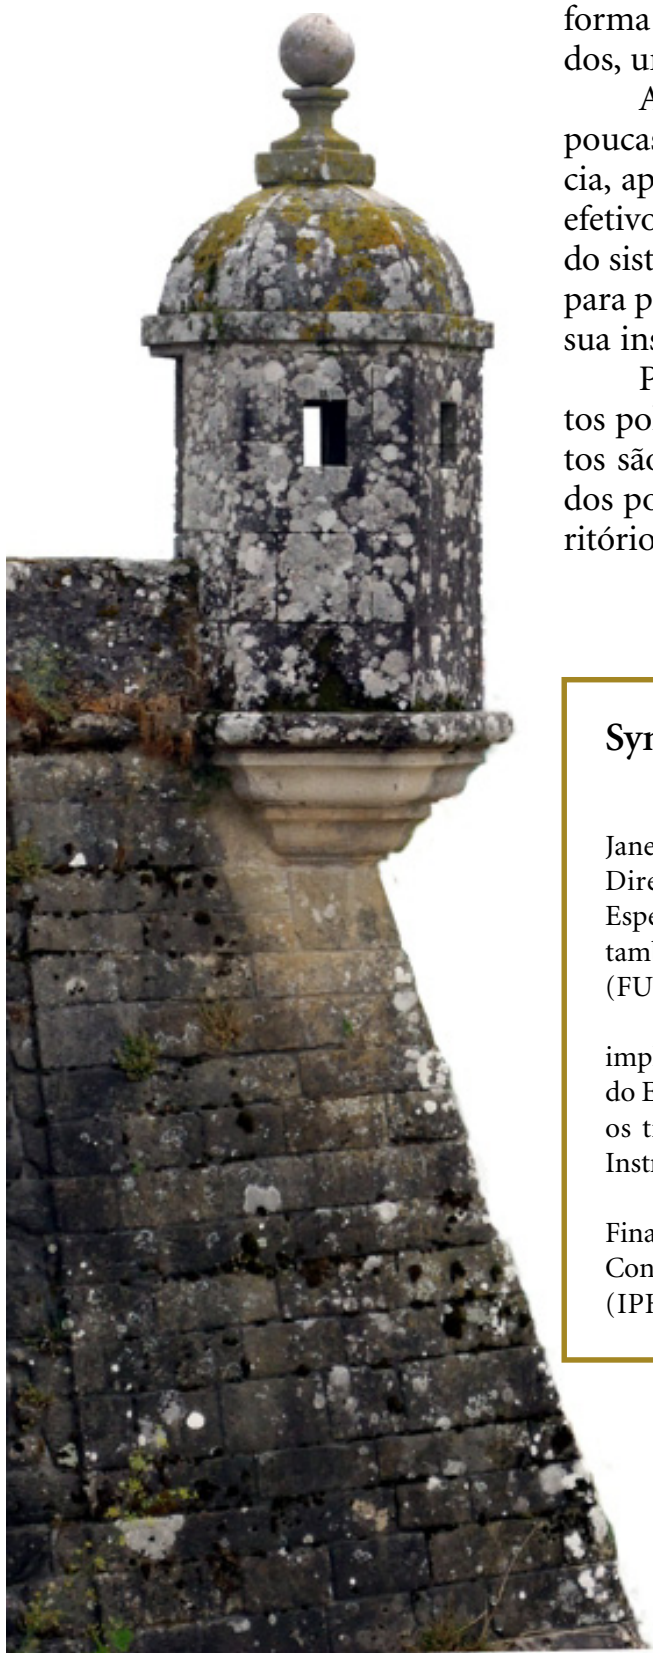 forma
dos, u
A
poucas
cia, ap
efetivo
do sist
para p
sua ins
P
tos po
tos são
dos po
ritório
Syn
Jane
Dire
Espe
tam
(FU
imp
do E
os t
Inst
Fina
Con
(IPH